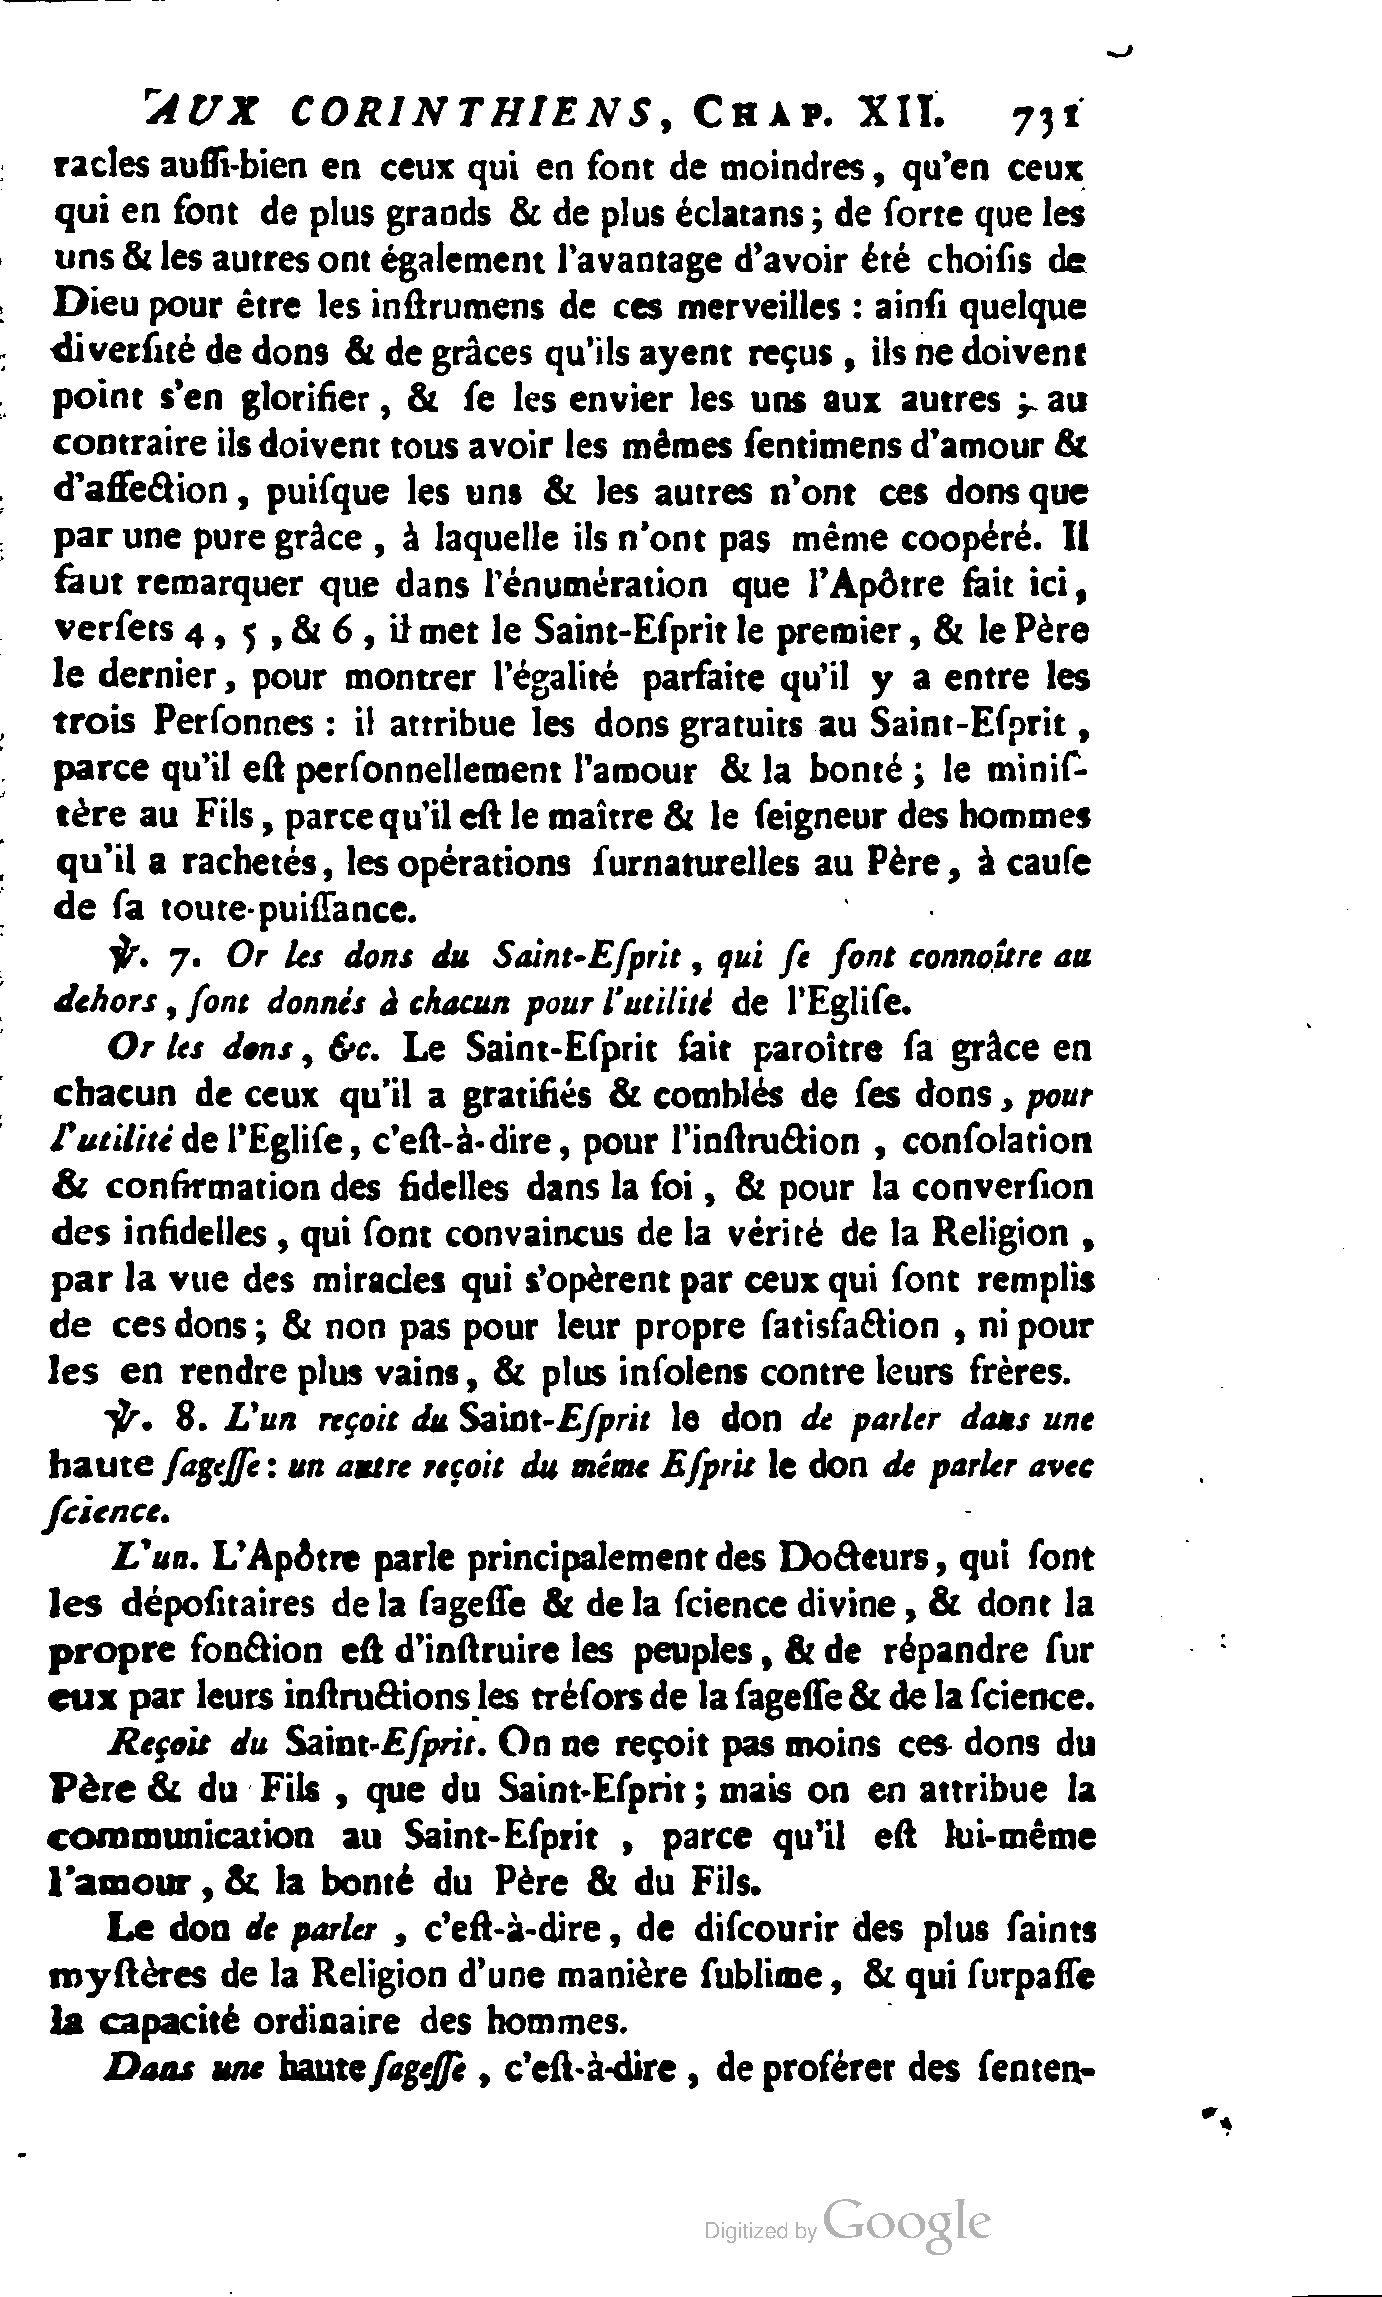 AUX CORINTHIENS, CHAP. XII. 731
racles auſſi-bien en ceux qui en font de moindres, qu'en ceux
qui en font de plus grands & de plus éclatans; de ſorte que les
uns & les autres ont également l'avantage d'avoir été choiſis de
Dieu pour être les inſtrumens de ces merveilles : ainſi quelque
diverſité de dons & de grâces qu'ils ayent reçus, ils ne doivent
point s'en glorifier, & ſe les envier les uns aux autres ; au
contraire ils doivent tous avoir les mêmes ſentimens d'amour &
d'affection, puiſque les uns & les autres n'ont ces dons que
par une pure grâce, à laquelle ils n'ont pas même coopéré. Il
faut remarquer que dans l'énumération que l'Apôtre fait ici,
verſets 4, 5, & 6, il met le Saint-Eſprit le premier, & le Père
le dernier, pour montrer l'égalité parfaite qu'il y a entre les
trois Perſonnes : il attribue les dons gratuits au Saint-Eſprit,
parce qu'il eſt perſonnellement l'amour & la bonté ; le miniſ-
tère au Fils, parce qu'il eſt le maître & le ſeigneur des hommes
qu'il a rachetés, les opérations ſurnaturelles au Père, à cauſe
de ſa toute-puiſſance.
℣. 7. Or les dons du Saint-Eſprit, qui ſe font connoître au
dehors, ſont donnés à chacun pour l'utilité de l'Egliſe.
Or les dons, &c. Le Saint-Eſprit fait paroître ſa grâce en
chacun de ceux qu'il a gratifiés & comblés de ſes dons, pour
l'utilité de l'Egliſe, c'eſt-à-dire, pour l'inſtruction, conſolation
& confirmation des fidelles dans la foi, & pour la converſion
des infidelles, qui ſont convaincus de la vérité de la Religion,
par la vue des miracles qui s'opèrent par ceux qui ſont remplis
de ces dons; & non pas pour leur propre ſatisfaction, ni pour
les en rendre plus vains, & plus inſolens contre leurs frères.
℣. 8. L'un reçoit du Saint-Eſprit le don de parler dans une
haute ſageſſe : un autre reçoit du même Eſprit le don de parler avec
ſcience.
L'un. L'Apôtre parle principalement des Docteurs, qui ſont
les dépoſitaires de la ſageſſe & de la ſcience divine, & dont la
propre fonction eſt d'inſtruire les peuples, & de répandre ſur
eux par leurs inſtructions les tréſors de la ſageſſe & de la ſcience.
Reçoit du Saint-Eſprit. On ne reçoit pas moins ces dons du
Père & du Fils, que du Saint-Eſprit; mais on en attribue la
communication au Saint-Eſprit, parce qu'il eſt lui-même
l'amour, & la bonté du Père & du Fils.
Le don de parler, c'eſt-à-dire, de diſcourir des plus ſaints
myſtères de la Religion d'une manière ſublime, & qui ſurpaſſe
la capacité ordinaire des hommes.
Dans une haute ſageſſe, c'eſt-à-dire, de proférer des ſenten-
Digitized by Google